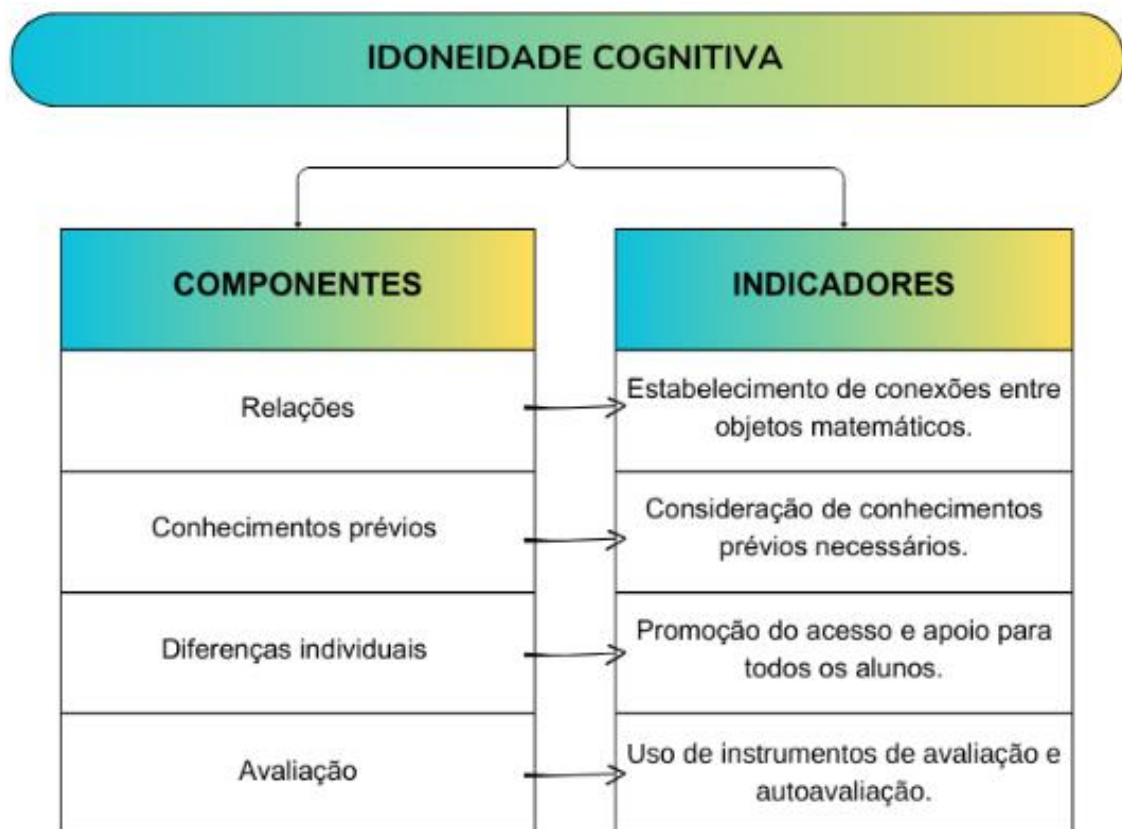 IDONEIDADE COGNITIVA
COMPONENTES
INDICADORES
Relações
Estabelecimento de conexões entre
objetos matemáticos.
Conhecimentos prévios
Consideração de conhecimentos
prévios necessários.
Diferenças individuais
Promoção do acesso e apoio para
todos os alunos.
Avaliação
Uso de instrumentos de avaliação e
autoavaliação.